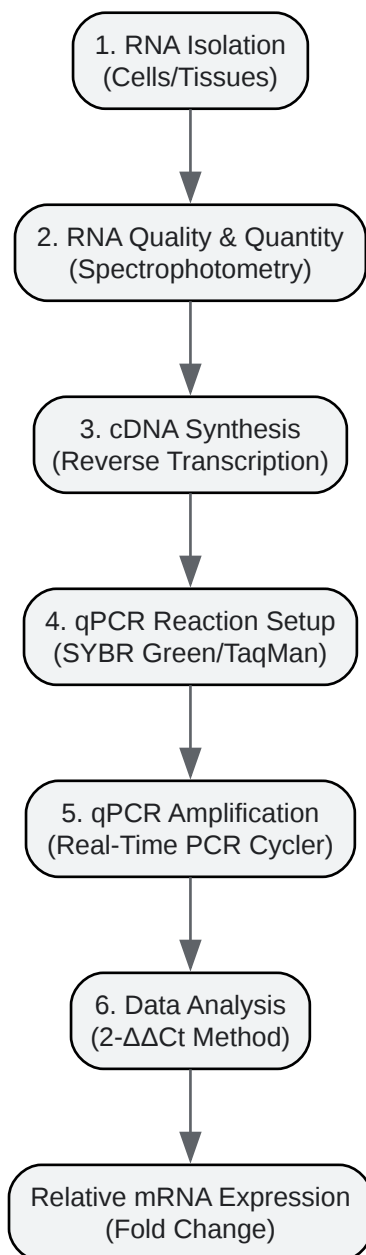 1. RNA Isolation
(Cells/Tissues)
2. RNA Quality & Quantity
(Spectrophotometry)
3. cDNA Synthesis
(Reverse Transcription)
4. qPCR Reaction Setup
(SYBR Green/TaqMan)
5. qPCR Amplification
(Real-Time PCR Cycler)
6. Data Analysis
(2-ΔΔCt Method)
Relative mRNA Expression
(Fold Change)